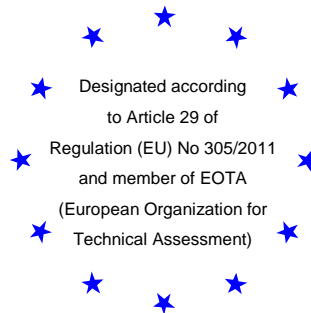 Designated according
to Article 29 of
Regulation (EU) No 305/2011
and member of EOTA
(European Organization for
Technical Assessment)